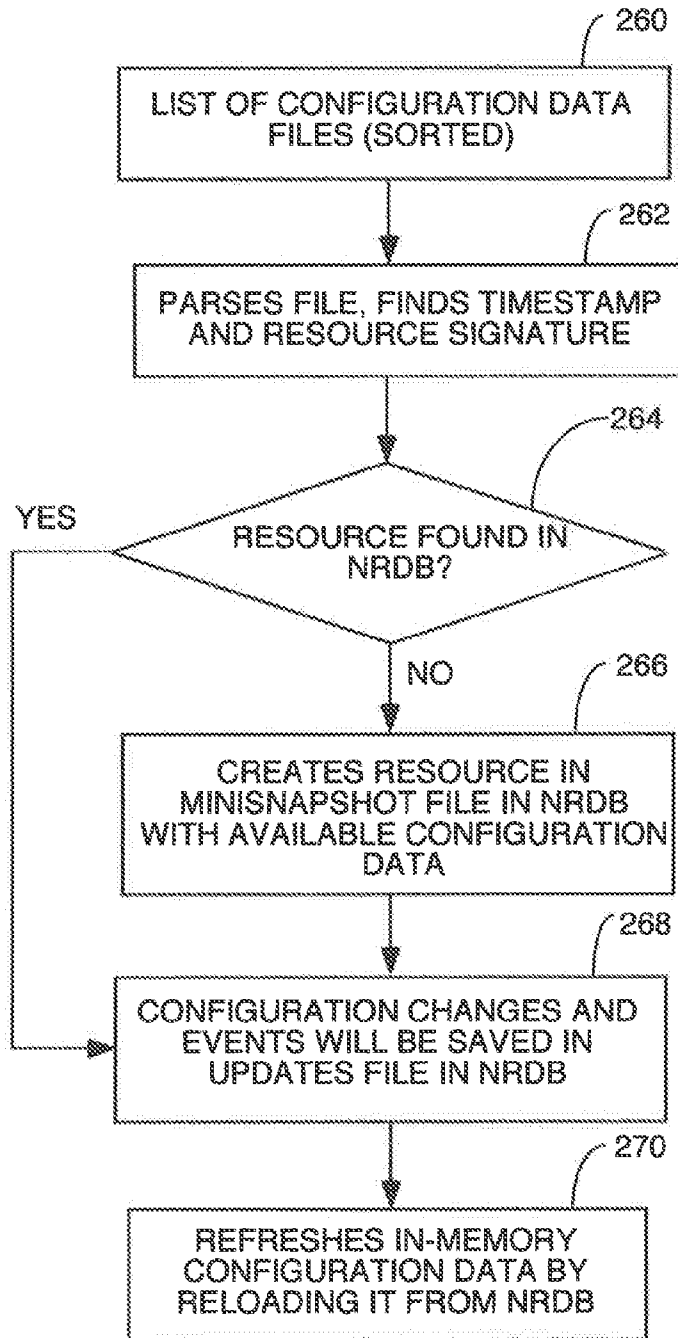 260
LIST OF CONFIGURATION DATA
FILES (SORTED)
262
PARSES FILE, FINDS TIMESTAMP
AND RESOURCE SIGNATURE
264
YES
RESOURCE FOUND IN
NRDB?
NO
266
CREATES RESOURCE IN
MINISNAPSHOT FILE IN NRDB
WITH AVAILABLE CONFIGURATION
DATA
268
CONFIGURATION CHANGES AND
EVENTS WILL BE SAVED IN
UPDATES FILE IN NRDB
270
REFRESHES IN-MEMORY
CONFIGURATION DATA BY
RELOADING IT FROM NRDB